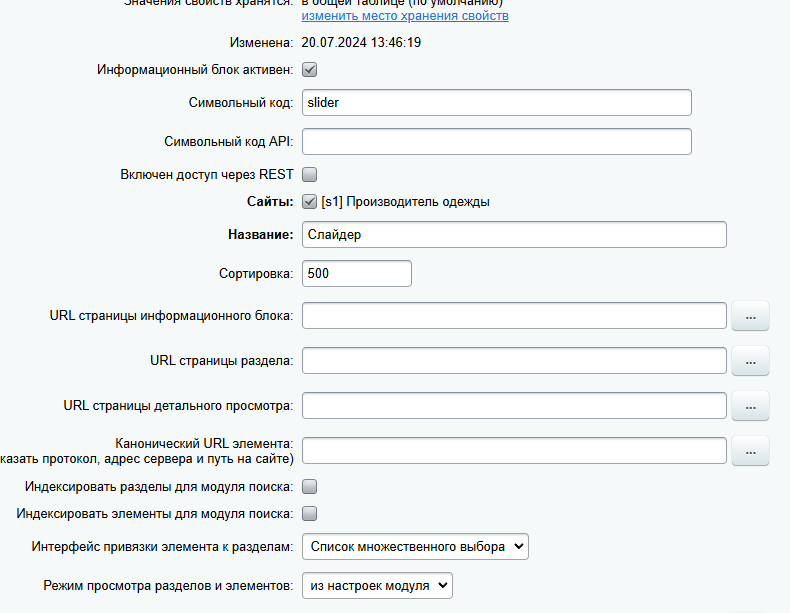 Значения свойств хранятся: в общей таблице (по умолчанию)
изменить место хранения свойств
Изменена: 20.07.2024 13:46:19
Информационный блок активен:
Символьный код: slider
Символьный код API:
Включен доступ через REST
Сайты: [s1] Производитель одежды
Название: Слайдер
Сортировка: 500
URL страницы информационного блока: ...
URL страницы раздела: ...
URL страницы детального просмотра: ...
Канонический URL элемента:
казать протокол, адрес сервера и путь на сайте) ...
Индексировать разделы для модуля поиска:
Индексировать элементы для модуля поиска:
Интерфейс привязки элемента к разделам: Список множественного выбора
Режим просмотра разделов и элементов: из настроек модуля